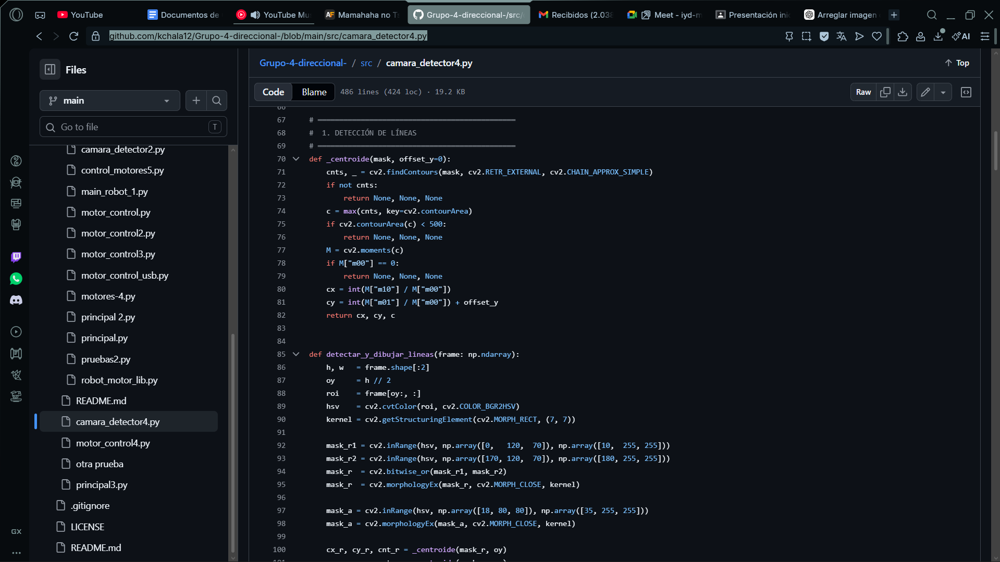 YouTube
Documentos de
YouTube Mu
AF Mamahaha no Ts
Grupo-4-direccional-/src/
Recibidos (2.038
Meet - iyd-m
Presentación ini
Arreglar imagen
github.com/kchala12/Grupo-4-direccional-/blob/main/src/camara_detector4.py
AI
Files
Grupo-4-direccional- / src / camara_detector4.py
Top
main
Code Blame 486 lines (424 loc) · 19.2 KB
Raw
Go to file T
camara_detector2.py
control_motores5.py
main_robot_1.py
motor_control.py
motor_control2.py
motor_control3.py
motor_control_usb.py
motores-4.py
principal 2.py
principal.py
pruebas2.py
robot_motor_lib.py
README.md
camara_detector4.py
motor_control4.py
otra prueba
principal3.py
.gitignore
LICENSE
README.md
GX
66
67 # ══════════════════════════════════════════════
68 #  1. DETECCIÓN DE LÍNEAS
69 # ══════════════════════════════════════════════
70 def _centroide(mask, offset_y=0):
71     cnts, _ = cv2.findContours(mask, cv2.RETR_EXTERNAL, cv2.CHAIN_APPROX_SIMPLE)
72     if not cnts:
73         return None, None, None
74     c = max(cnts, key=cv2.contourArea)
75     if cv2.contourArea(c) < 500:
76         return None, None, None
77     M = cv2.moments(c)
78     if M["m00"] == 0:
79         return None, None, None
80     cx = int(M["m10"] / M["m00"])
81     cy = int(M["m01"] / M["m00"]) + offset_y
82     return cx, cy, c
83
84
85 def detectar_y_dibujar_lineas(frame: np.ndarray):
86     h, w   = frame.shape[:2]
87     oy     = h // 2
88     roi    = frame[oy:, :]
89     hsv    = cv2.cvtColor(roi, cv2.COLOR_BGR2HSV)
90     kernel = cv2.getStructuringElement(cv2.MORPH_RECT, (7, 7))
91
92     mask_r1 = cv2.inRange(hsv, np.array([0,   120,  70]), np.array([10,  255, 255]))
93     mask_r2 = cv2.inRange(hsv, np.array([170, 120,  70]), np.array([180, 255, 255]))
94     mask_r  = cv2.bitwise_or(mask_r1, mask_r2)
95     mask_r  = cv2.morphologyEx(mask_r, cv2.MORPH_CLOSE, kernel)
96
97     mask_a = cv2.inRange(hsv, np.array([18, 80, 80]), np.array([35, 255, 255]))
98     mask_a = cv2.morphologyEx(mask_a, cv2.MORPH_CLOSE, kernel)
99
100     cx_r, cy_r, cnt_r = _centroide(mask_r, oy)
101